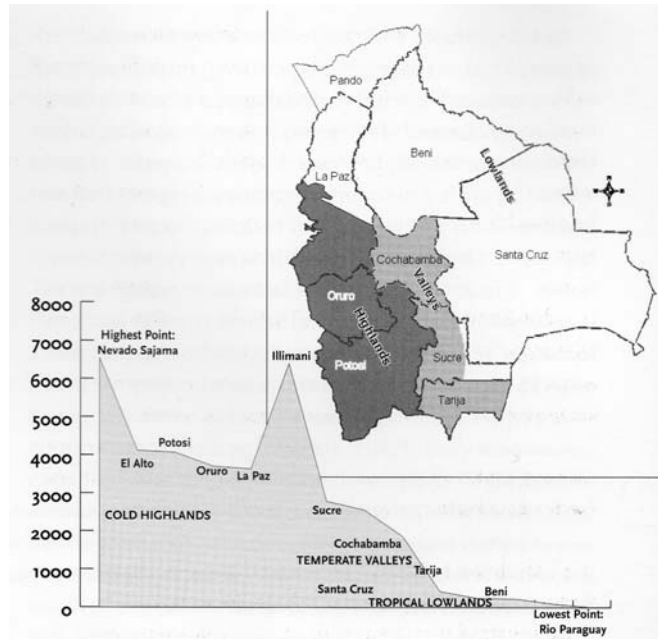 Pando
Beni
Lowlands
La Paz
Santa Cruz
Cochabamba
Valleys
Oruro
Highlands
Potosi
Sucre
Tarija
8000
7000
6000
5000
4000
3000
2000
1000
0
Highest Point:
Nevado Sajama
Illimani
Potosi
El Alto
Oruro
La Paz
COLD HIGHLANDS
Sucre
Cochabamba
TEMPERATE VALLEYS
Tarija
Santa Cruz
Beni
TROPICAL LOWLANDS
Lowest Point:
Rio Paraguay